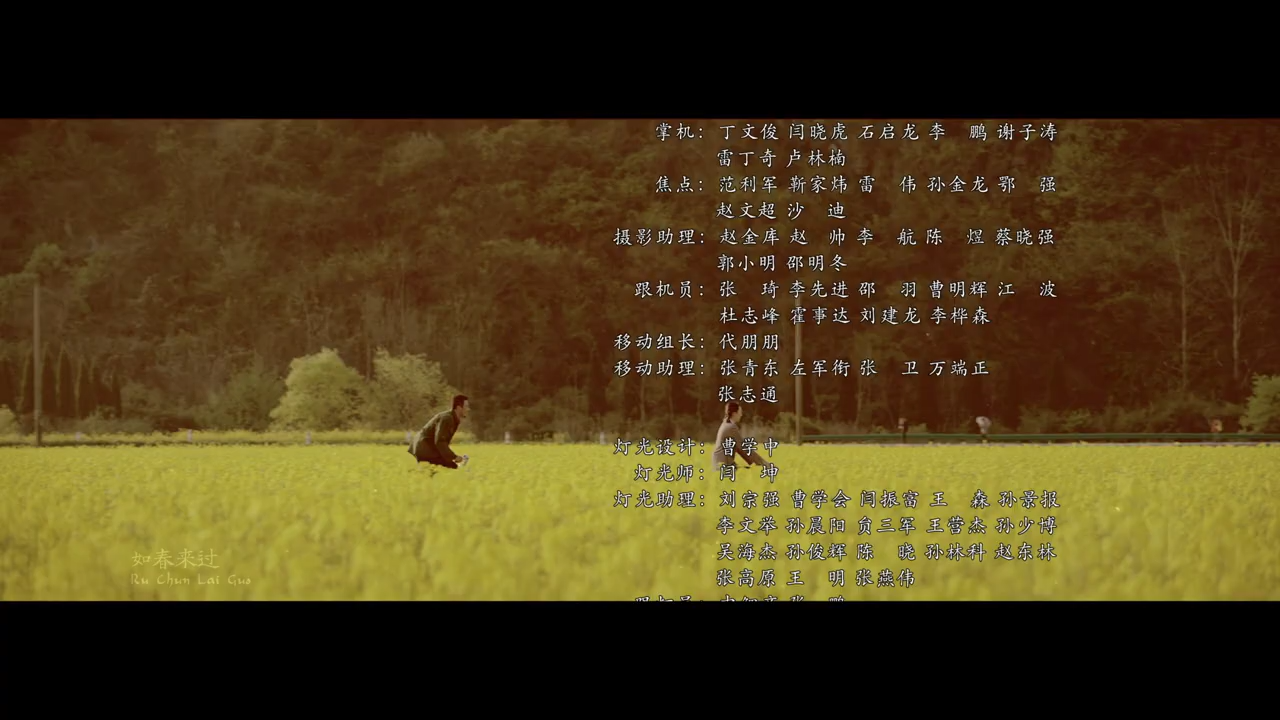 掌机：丁文俊 闫晓虎 石启龙 李　鹏 谢子涛
雷丁奇 卢林楠
焦点：范利军 靳家炜 雷　伟 孙金龙 鄂　强
赵文超 沙　迪
摄影助理：赵金库 赵　帅 李　航 陈　煜 蔡晓强
郭小明 邵明冬
跟机员：张　琦 李先进 邵　羽 曹明辉 江　波
杜志峰 霍事达 刘建龙 李桦森
移动组长：代朋朋
移动助理：张青东 左军衔 张　卫 万端正
张志通
灯光设计：曹学申
灯光师：闫　坤
灯光助理：刘宗强 曹学会 闫振富 王　森 孙景报
李文举 孙晨阳 贠三军 王营杰 孙少博
吴海杰 孙俊辉 陈　晓 孙林科 赵东林
张高原 王　明 张燕伟
如春来过
Ru Chun Lai Guo